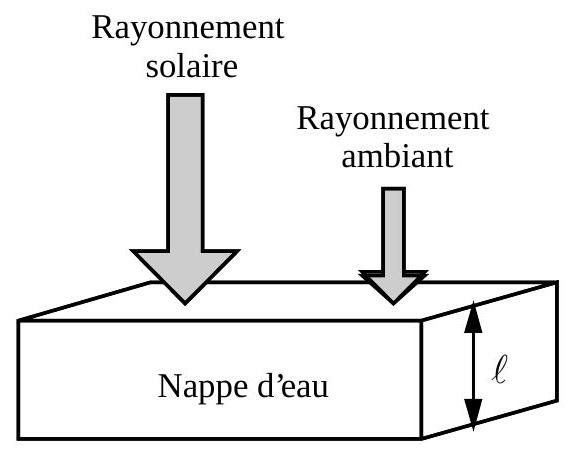 Rayonnement
solaire
Rayonnement
ambiant
Nappe d’eau
ℓ